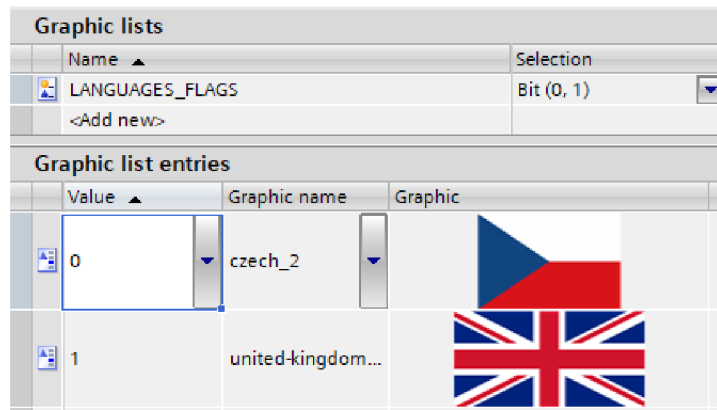 Graphic lists
Name Selection
LANGUAGES_FLAGS Bit (0, 1)
<Add new>
Graphic list entries
Value Graphic name Graphic
0 czech_2
1 united-kingdom...